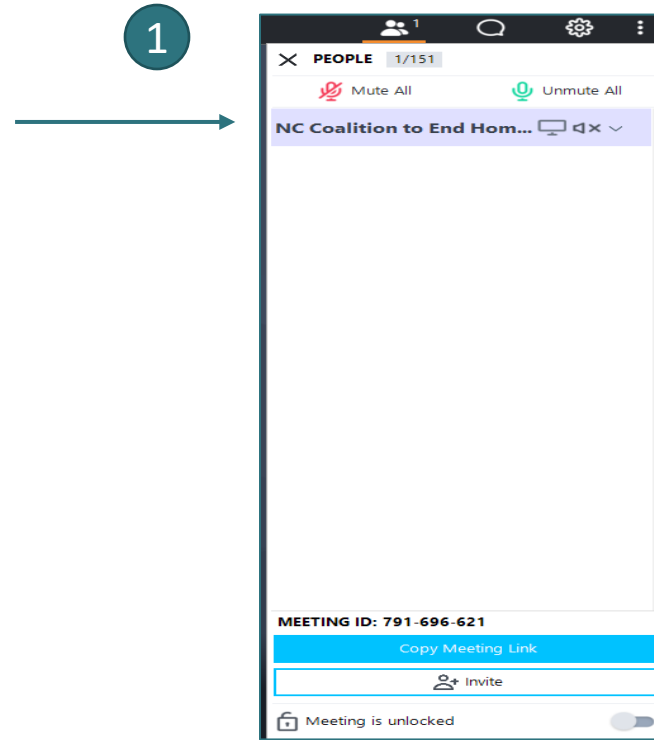 1
1
PEOPLE 1/151
Mute All Unmute All
NC Coalition to End Hom...
MEETING ID: 791-696-621
Copy Meeting Link
Invite
Meeting is unlocked